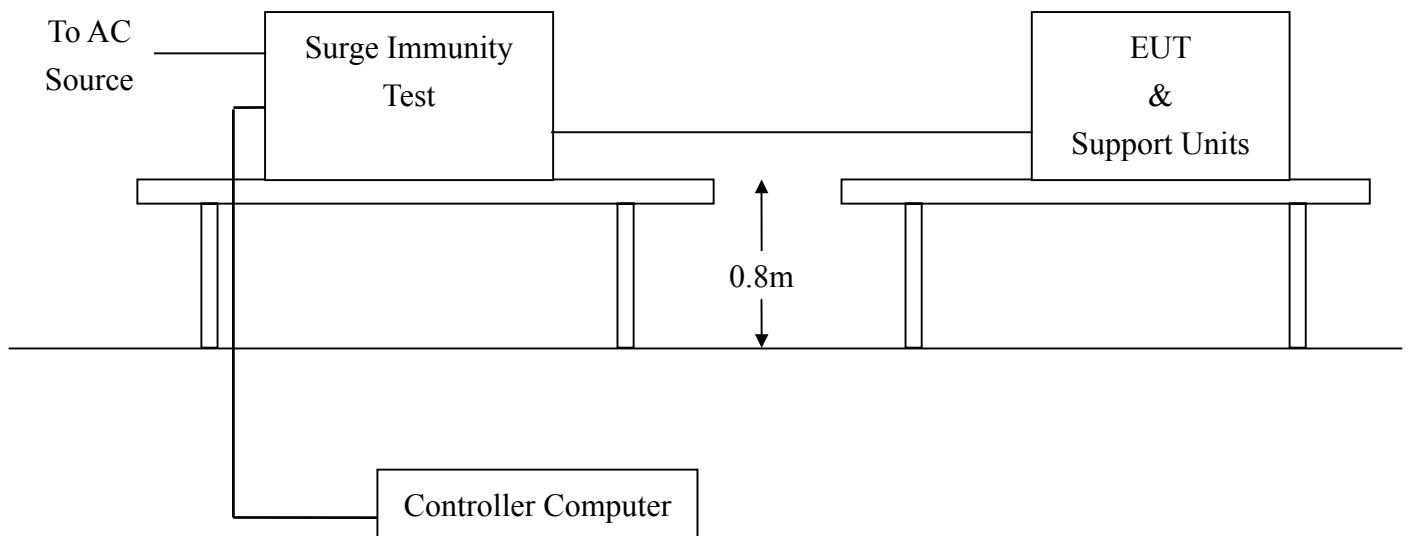 To AC
Source
Surge Immunity
Test
EUT
&
Support Units
0.8m
Controller Computer